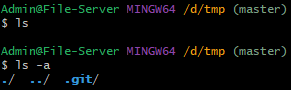 Admin@File-Server MINGW64 /d/tmp (master)
$ ls
Admin@File-Server MINGW64 /d/tmp (master)
$ ls -a
./ ../ .git/